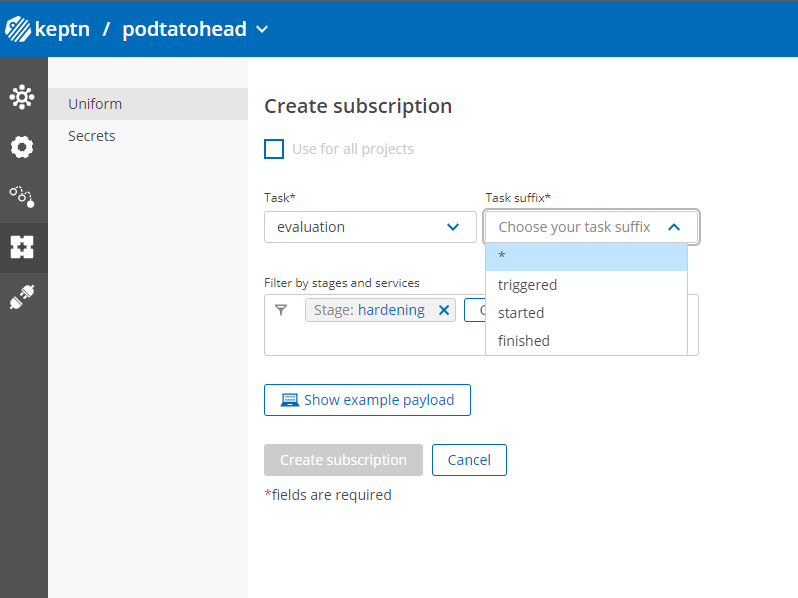 keptn / podtatohead
Uniform
Secrets
Create subscription
Use for all projects
Task*
Task suffix*
evaluation
Choose your task suffix
*
triggered
started
finished
Filter by stages and services
Stage: hardening
Show example payload
Create subscription
Cancel
*fields are required